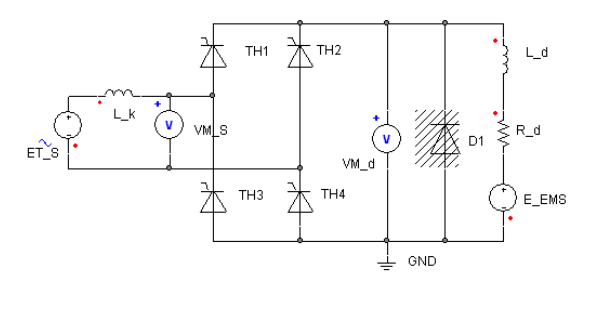 TH1
TH2
L_d
L_k
V
VM_S
V
R_d
D1
ET_S
VM_d
TH3
TH4
E_EMS
GND